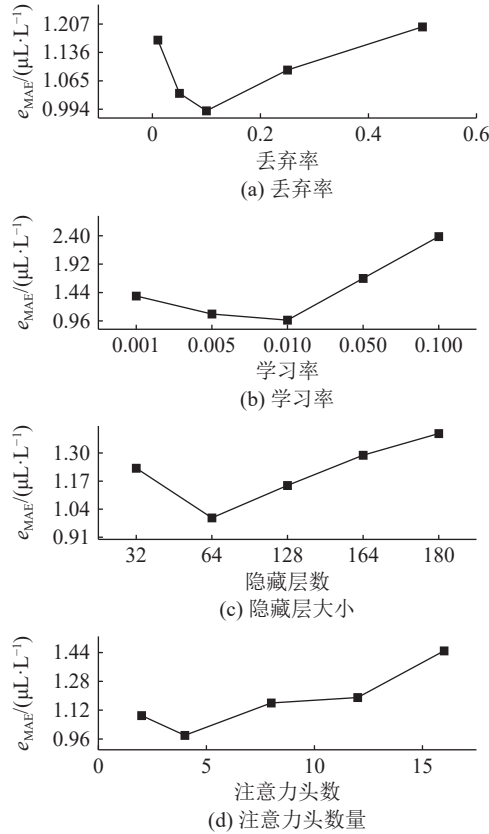 1.207
1.136
1.065
0.994
e_MAE/(μL·L⁻¹)
0 0.2 0.4 0.6
丢弃率
(a) 丢弃率
2.40
1.92
1.44
0.96
e_MAE/(μL·L⁻¹)
0.001 0.005 0.010 0.050 0.100
学习率
(b) 学习率
1.30
1.17
1.04
0.91
e_MAE/(μL·L⁻¹)
32 64 128 164 180
隐藏层数
(c) 隐藏层大小
1.44
1.28
1.12
0.96
e_MAE/(μL·L⁻¹)
0 5 10 15
注意力头数
(d) 注意力头数量